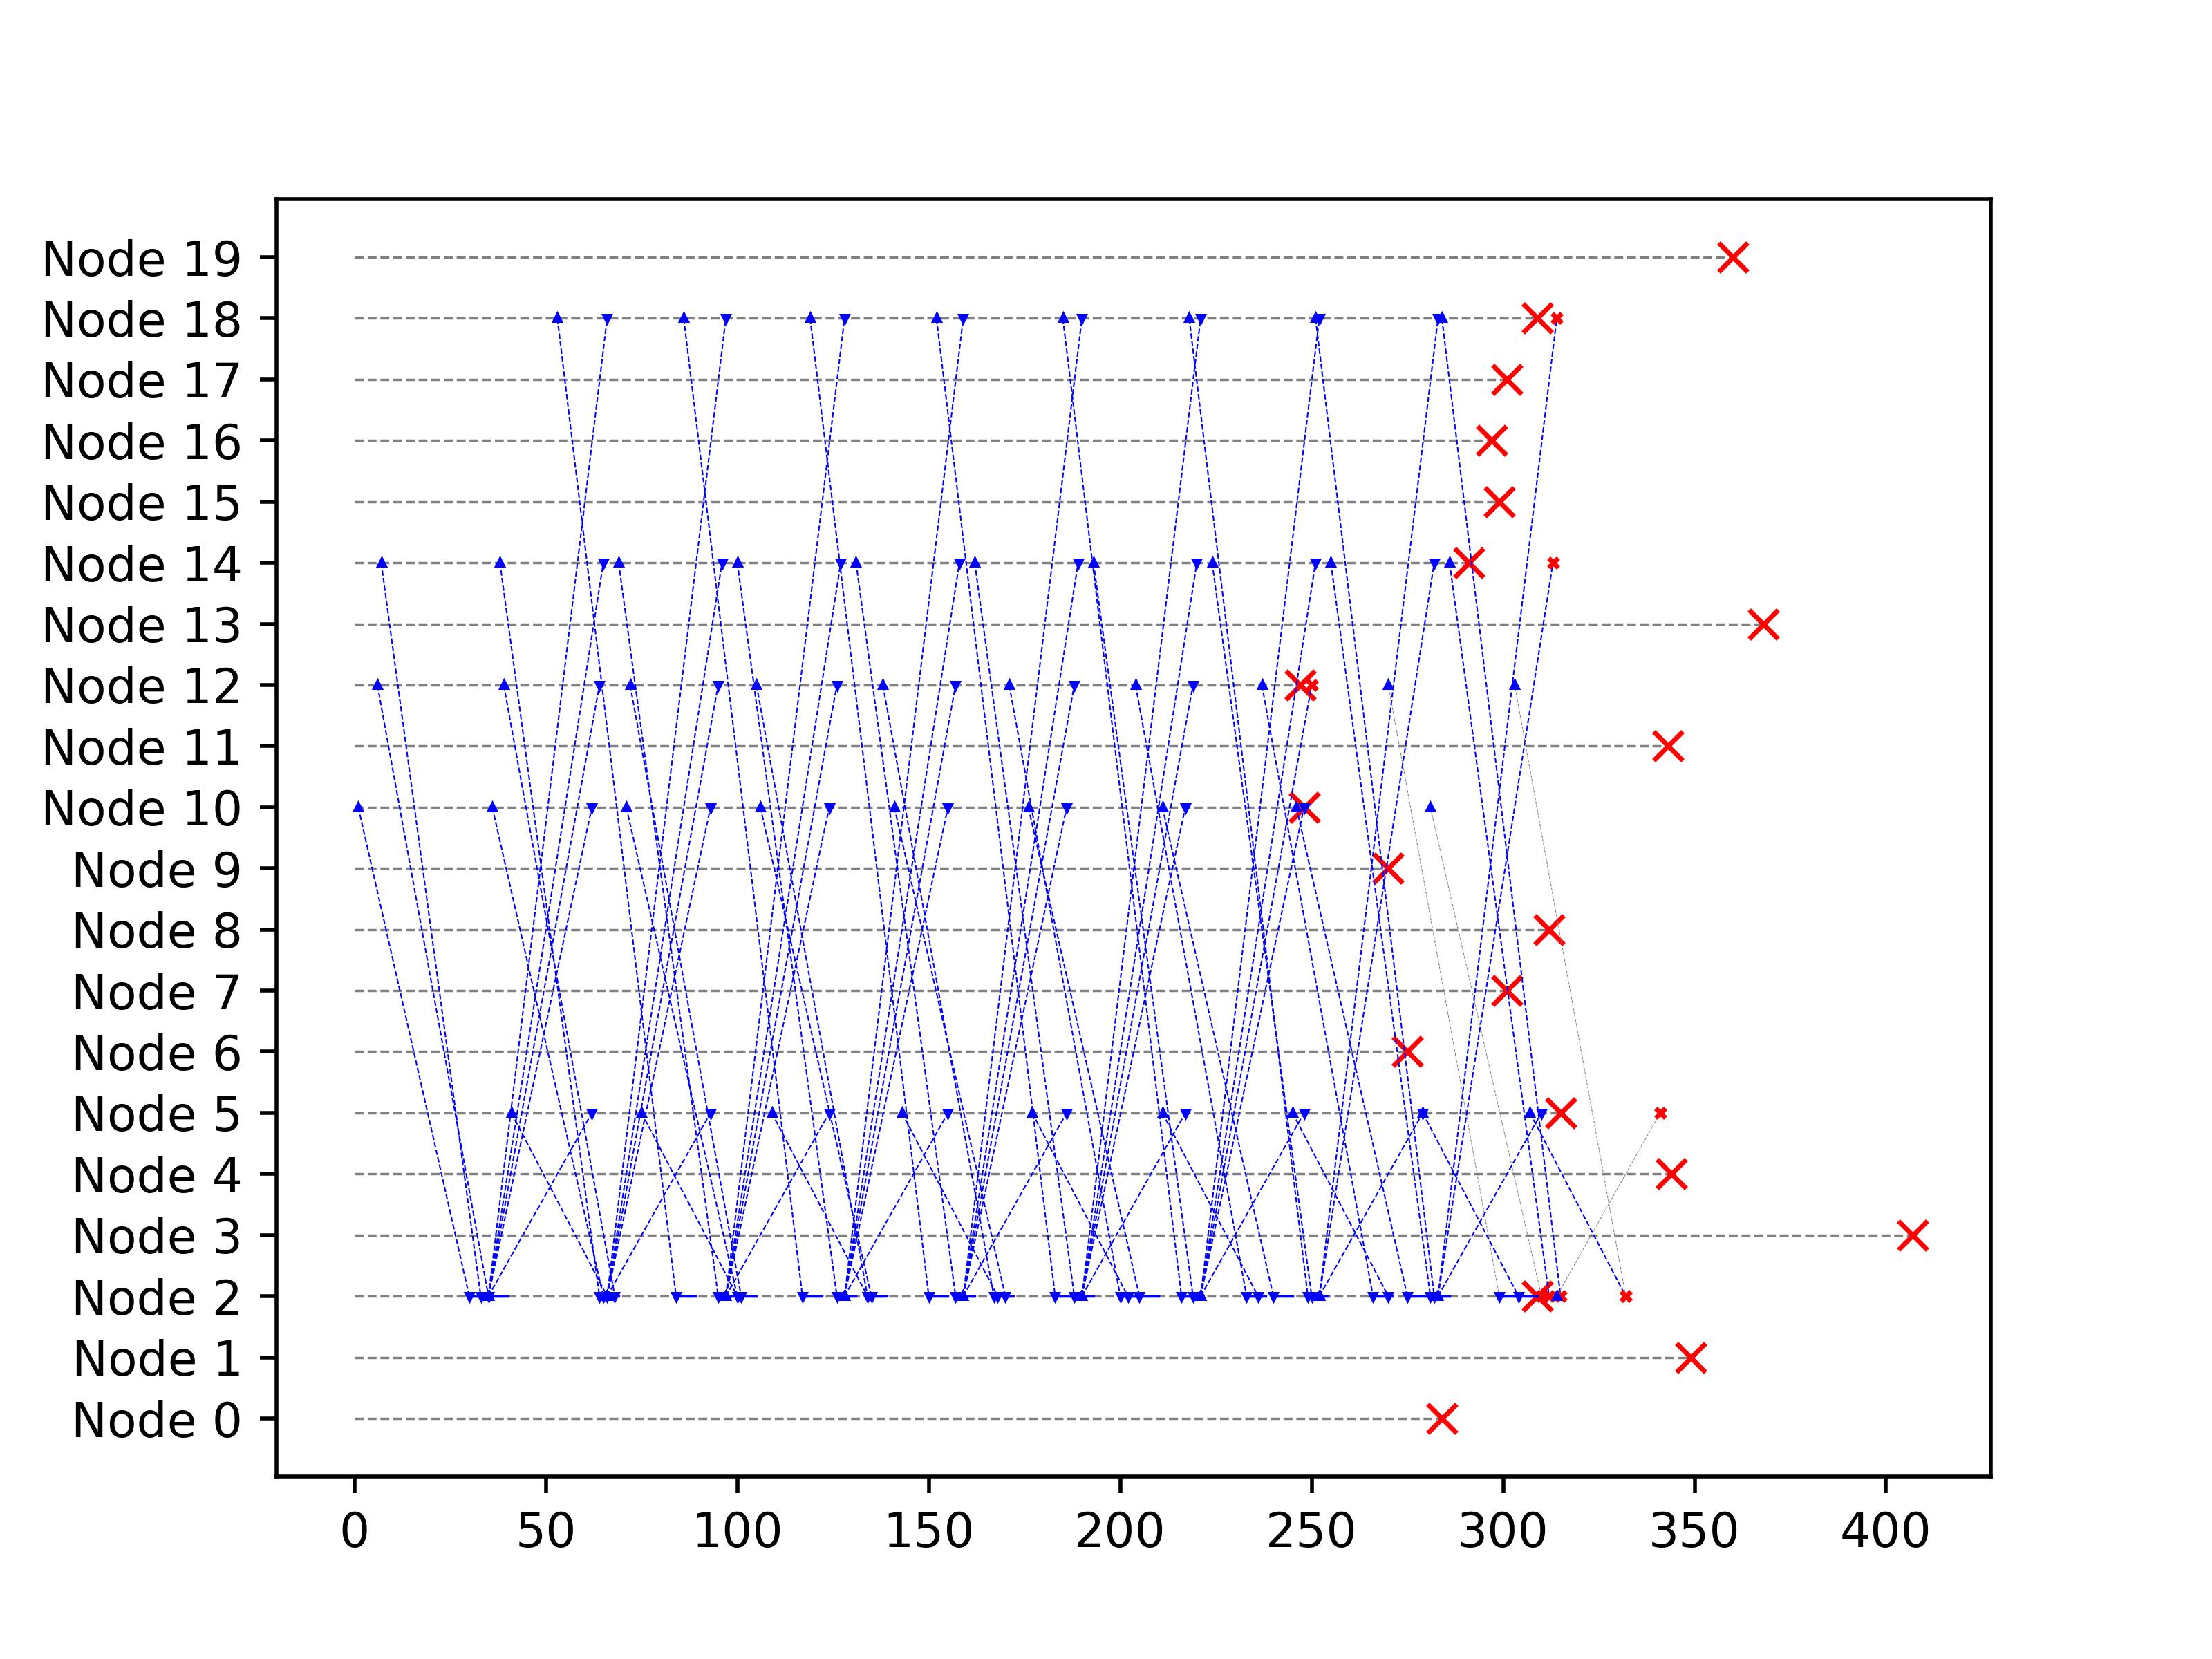 Node 19
Node 18
Node 17
Node 16
Node 15
Node 14
Node 13
Node 12
Node 11
Node 10
Node 9
Node 8
Node 7
Node 6
Node 5
Node 4
Node 3
Node 2
Node 1
Node 0
0 50 100 150 200 250 300 350 400